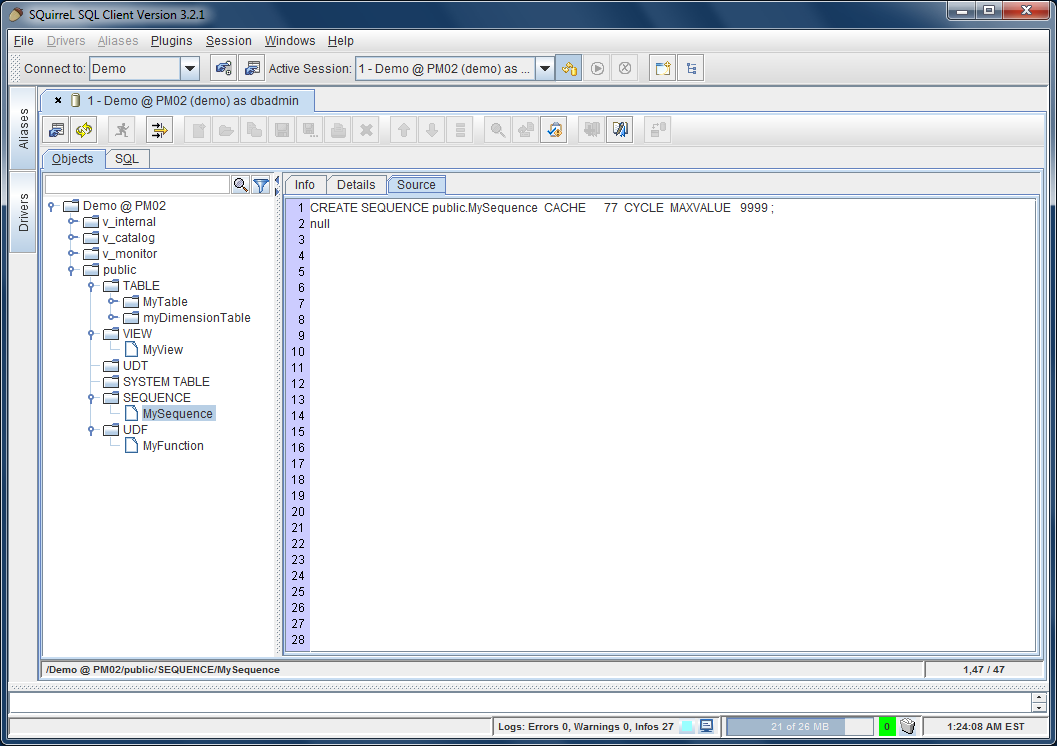 SQuirreL SQL Client Version 3.2.1
File Drivers Aliases Plugins Session Windows Help
Connect to: Demo Active Session: 1 - Demo @ PM02 (demo) as ...
Aliases
Drivers
1 - Demo @ PM02 (demo) as dbadmin
Objects SQL
Demo @ PM02
v_internal
v_catalog
v_monitor
public
TABLE
MyTable
myDimensionTable
VIEW
MyView
UDT
SYSTEM TABLE
SEQUENCE
MySequence
UDF
MyFunction
Info Details Source
1 CREATE SEQUENCE public.MySequence CACHE 77 CYCLE MAXVALUE 9999 ;
2 null
3
4
5
6
7
8
9
10
11
12
13
14
15
16
17
18
19
20
21
22
23
24
25
26
27
28
/Demo @ PM02/public/SEQUENCE/MySequence 1,47 / 47
Logs: Errors 0, Warnings 0, Infos 27 21 of 26 MB 0 1:24:08 AM EST